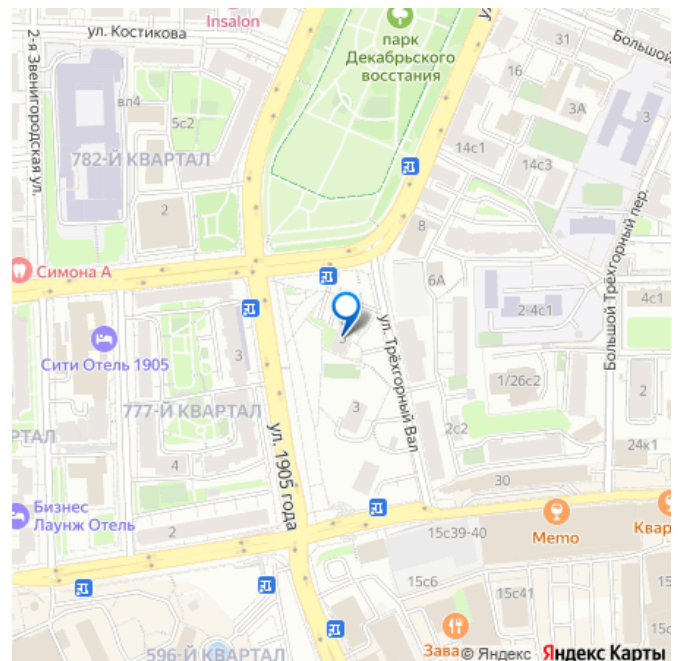 Insalon
ул. Костикова
2-я Звенигородская ул.
вл4
5с2
782-Й КВАРТАЛ
2
парк
Декабрьского
восстания
31
Большой
16
3А
3
14с1
14с3
8
6А
Большой Трёхгорный пер.
Симона А
2-4с1
4с1
Сити Отель 1905
3
ул. Трёхгорный Вал
1/26с2
2
777-Й КВАРТАЛ
3
РТАЛ
2с2
24к1
4
ул. 1905 года
30
Бизнес
Лаунж Отель
2
15с39-40
Memo
Квар
15с6
15с41
15с
596-Й КВАРТАЛ
Зава
© Яндекс Яндекс Карты